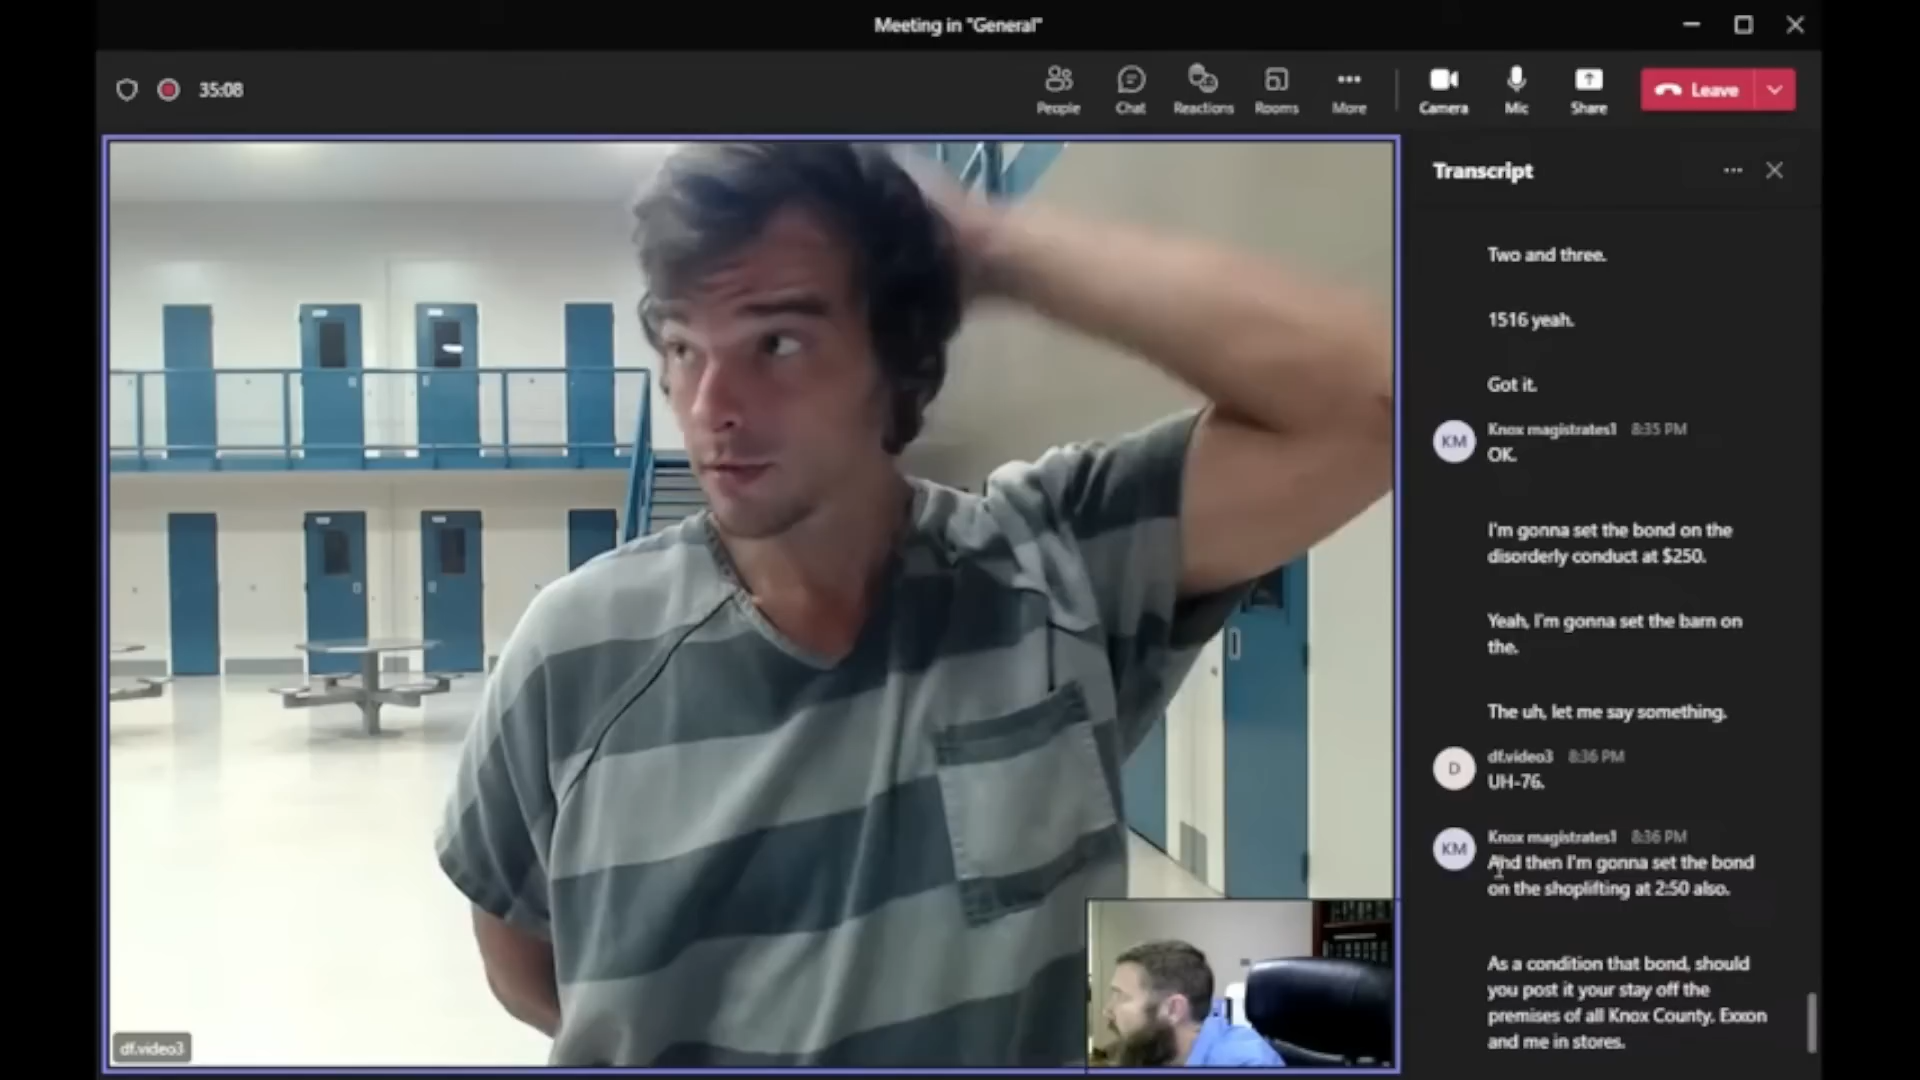 Meeting in "General"
35:08
People
Chat
Reactions
Rooms
More
Camera
Mic
Share
Leave
Transcript
Two and three.
1516 yeah.
Got it.
KM
Knox magistrates1 8:35 PM
OK.
I'm gonna set the bond on the
disorderly conduct at $250.
Yeah, I'm gonna set the barn on
the.
The uh, let me say something.
D
df.video3 8:36 PM
UH-76.
KM
Knox magistrates1 8:36 PM
And then I'm gonna set the bond
on the shoplifting at 2:50 also.
As a condition that bond, should
you post it your stay off the
premises of all Knox County, Exxon
and me in stores.
df.video3